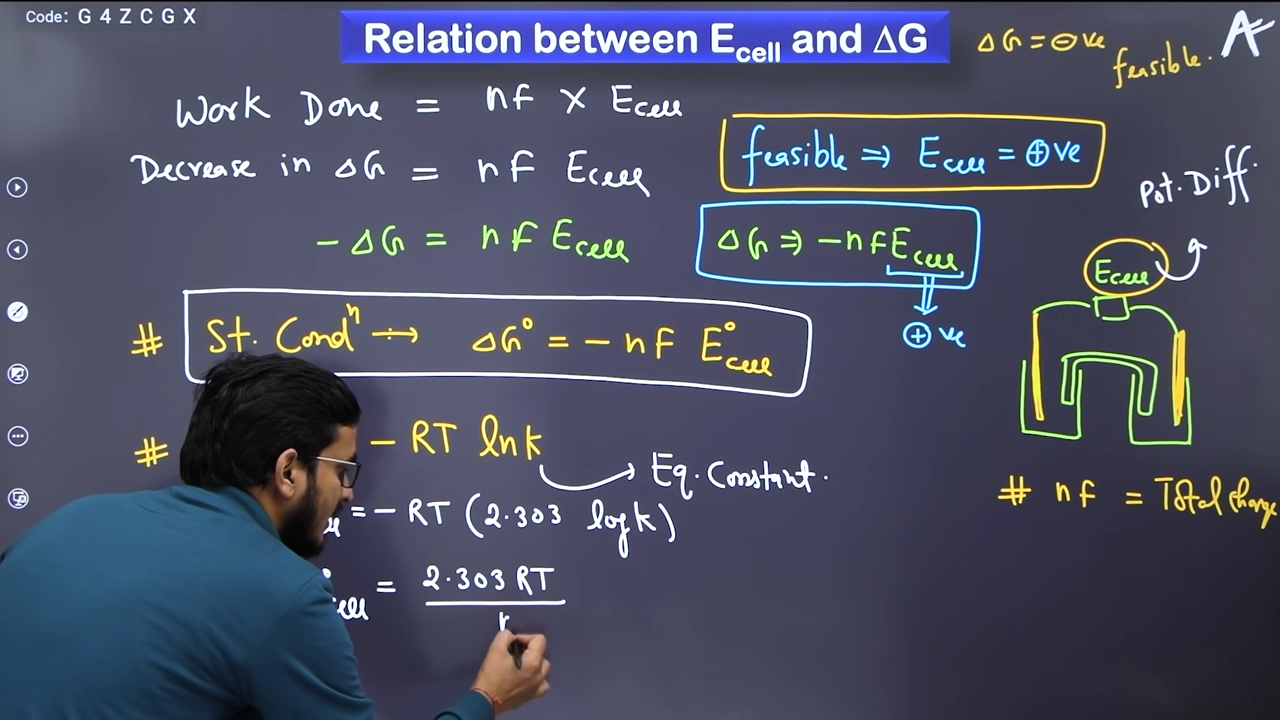 Code: G 4 Z C G X
Relation between Ecell and ΔG
ΔG = ⊖ve
feasible.
A
Work Done = nf × Ecell
feasible ⇒ Ecell = ⊕ve
Decrease in ΔG = nf Ecell
Pot. Diff.
- ΔG = nf Ecell
ΔG ⇒ -nfEcell
⊕ ve
Ecell
# St. Condⁿ → ΔG° = - nF E°cell
# - RT lnk
Eq. Constant.
# nf = Total charge
= - RT (2.303 logk)
cell = 2.303 RT